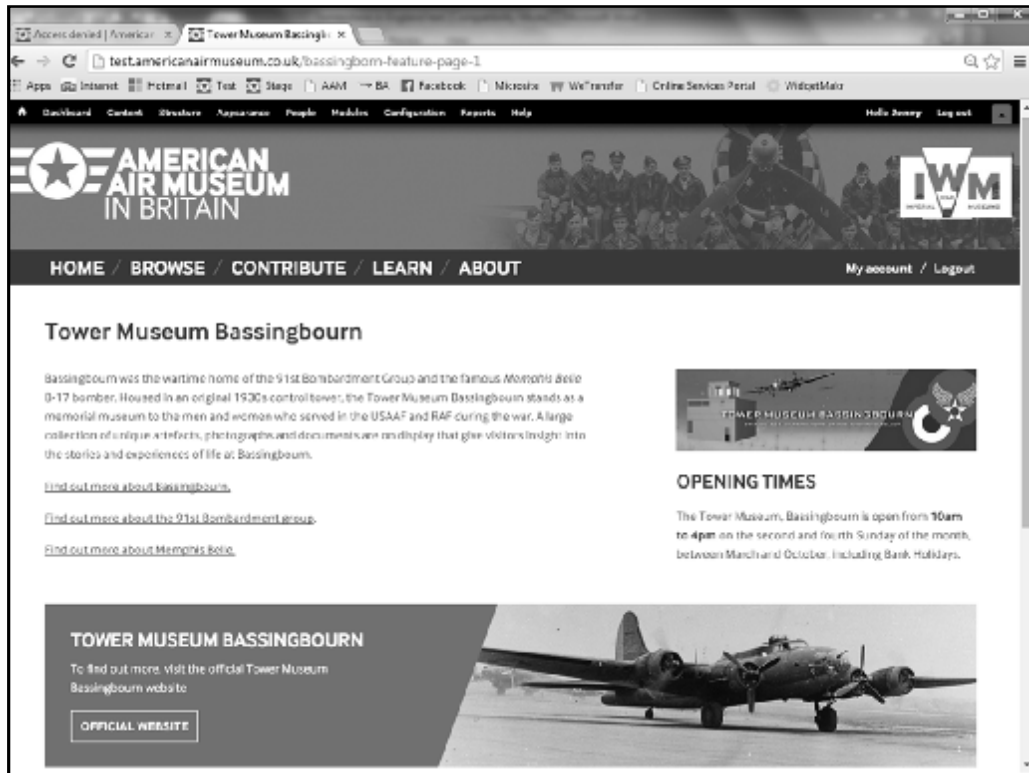 Access denied | American
Tower Museum Bassingb
test.americanairmuseum.co.uk/bassingborn-feature-page-1
Apps Intranet Hotmail Test Stage AAM BA Facebook Microsite WeTransfer Online Services Portal WidgetMakr
Dashboard Content Structure Appearance People Modules Configuration Reports Help Hello Jenny Log out
AMERICAN
AIR MUSEUM
IN BRITAIN
IWM
IMPERIAL WAR MUSEUMS
HOME / BROWSE / CONTRIBUTE / LEARN / ABOUT My account / Logout
Tower Museum Bassingbourn
Bassingbourn was the wartime home of the 91st Bombardment Group and the famous Memphis Belle
B-17 bomber. Housed in an original 1930s control tower, the Tower Museum Bassingbourn stands as a
memorial museum to the men and women who served in the USAAF and RAF during the war. A large
collection of unique artefacts, photographs and documents are on display that give visitors insight into
the stories and experiences of life at Bassingbourn.
Find out more about Bassingbourn.
Find out more about the 91st Bombardment group.
Find out more about Memphis Belle.
TOWER MUSEUM BASSINGBOURN
OPENING TIMES
The Tower Museum, Bassingbourn is open from 10am
to 4pm on the second and fourth Sunday of the month,
between March and October, including Bank Holidays.
TOWER MUSEUM BASSINGBOURN
To find out more, visit the official Tower Museum
Bassingbourn website
OFFICIAL WEBSITE